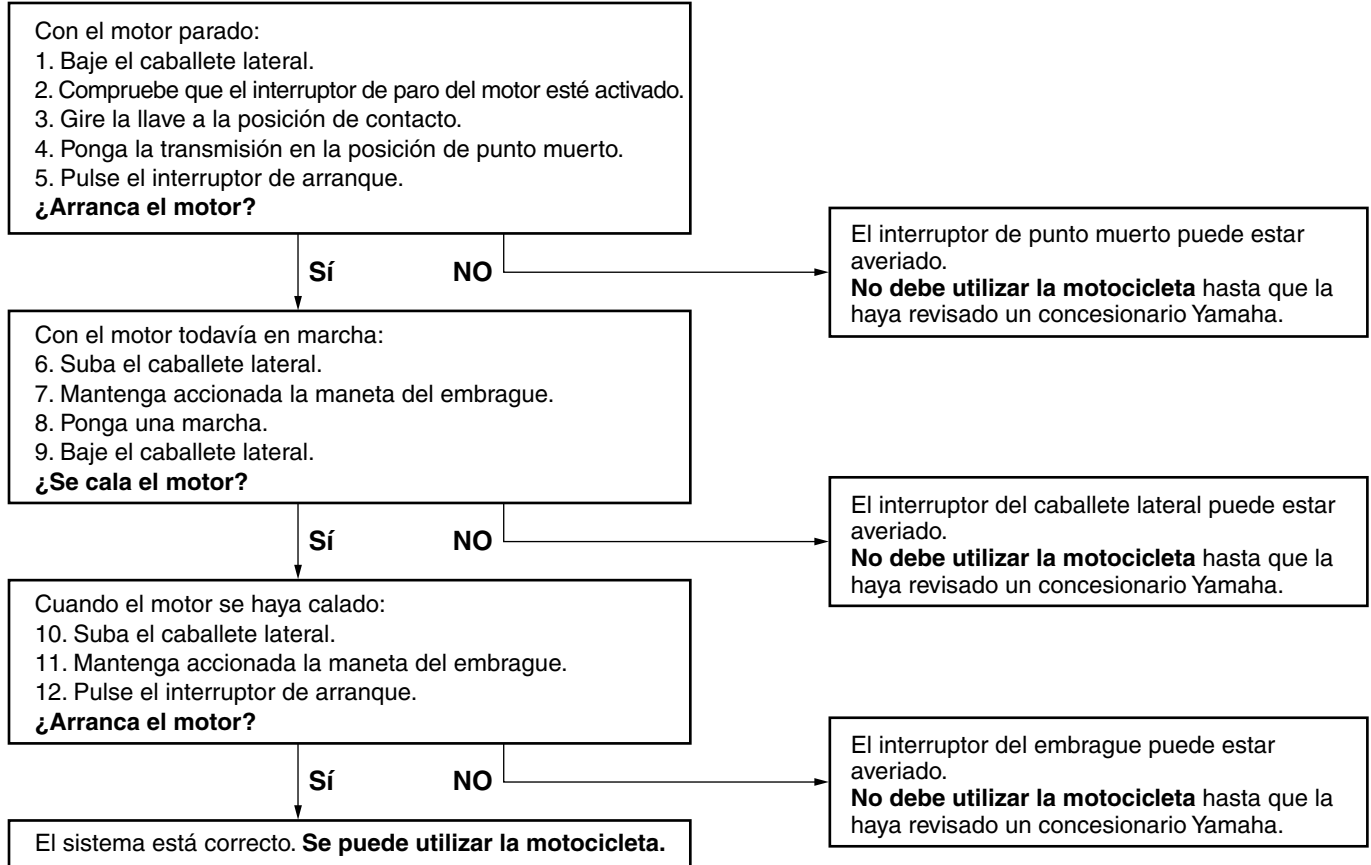 Con el motor parado:
1. Baje el caballete lateral.
2. Compruebe que el interruptor de paro del motor esté activado.
3. Gire la llave a la posición de contacto.
4. Ponga la transmisión en la posición de punto muerto.
5. Pulse el interruptor de arranque.
¿Arranca el motor?
Sí NO
El interruptor de punto muerto puede estar
averiado.
No debe utilizar la motocicleta hasta que la
haya revisado un concesionario Yamaha.
Con el motor todavía en marcha:
6. Suba el caballete lateral.
7. Mantenga accionada la maneta del embrague.
8. Ponga una marcha.
9. Baje el caballete lateral.
¿Se cala el motor?
Sí NO
El interruptor del caballete lateral puede estar
averiado.
No debe utilizar la motocicleta hasta que la
haya revisado un concesionario Yamaha.
Cuando el motor se haya calado:
10. Suba el caballete lateral.
11. Mantenga accionada la maneta del embrague.
12. Pulse el interruptor de arranque.
¿Arranca el motor?
Sí NO
El interruptor del embrague puede estar
averiado.
No debe utilizar la motocicleta hasta que la
haya revisado un concesionario Yamaha.
El sistema está correcto. Se puede utilizar la motocicleta.